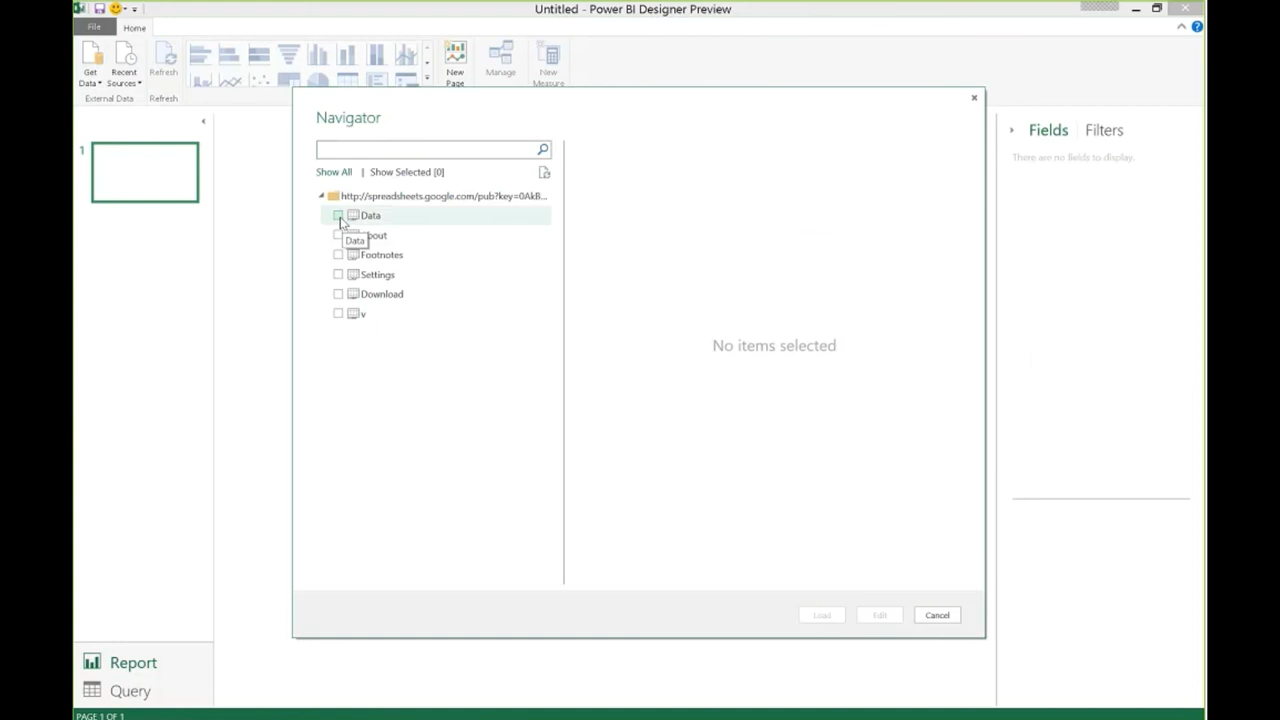 Untitled - Power BI Designer Preview
File
Home
Get
Data
Recent
Sources
Refresh
New
Page
Manage
New
Measure
External Data
Refresh
Navigator
Show All | Show Selected [0]
http://spreadsheets.google.com/pub?key=0AkB...
Data
bout
Data
Footnotes
Settings
Download
v
No items selected
Load
Edit
Cancel
1
Fields
Filters
There are no fields to display.
Report
Query
PAGE 1 OF 1